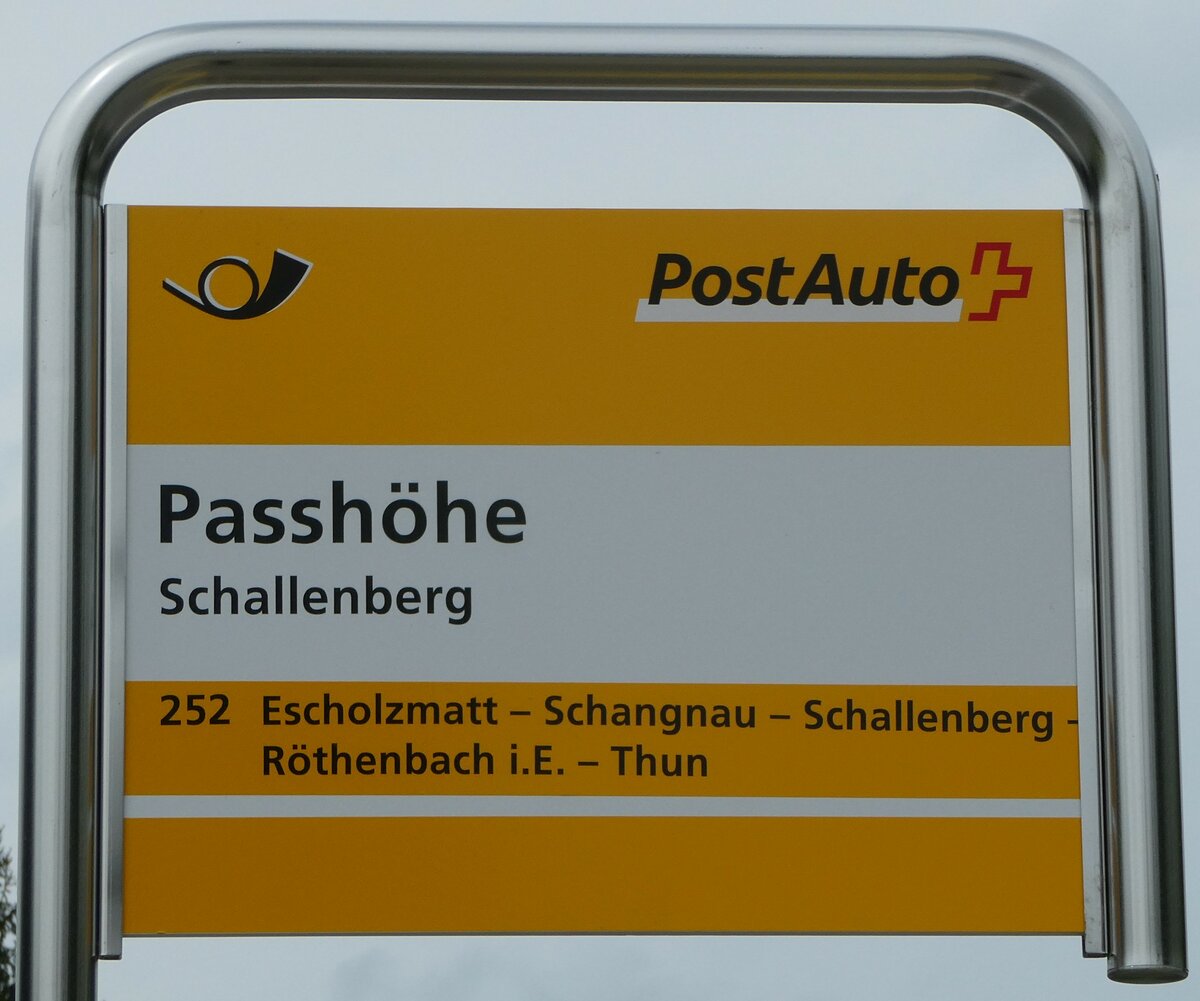 PostAuto
Passhöhe
Schallenberg
252 Escholzmatt – Schangnau – Schallenberg –
Röthenbach i.E. – Thun